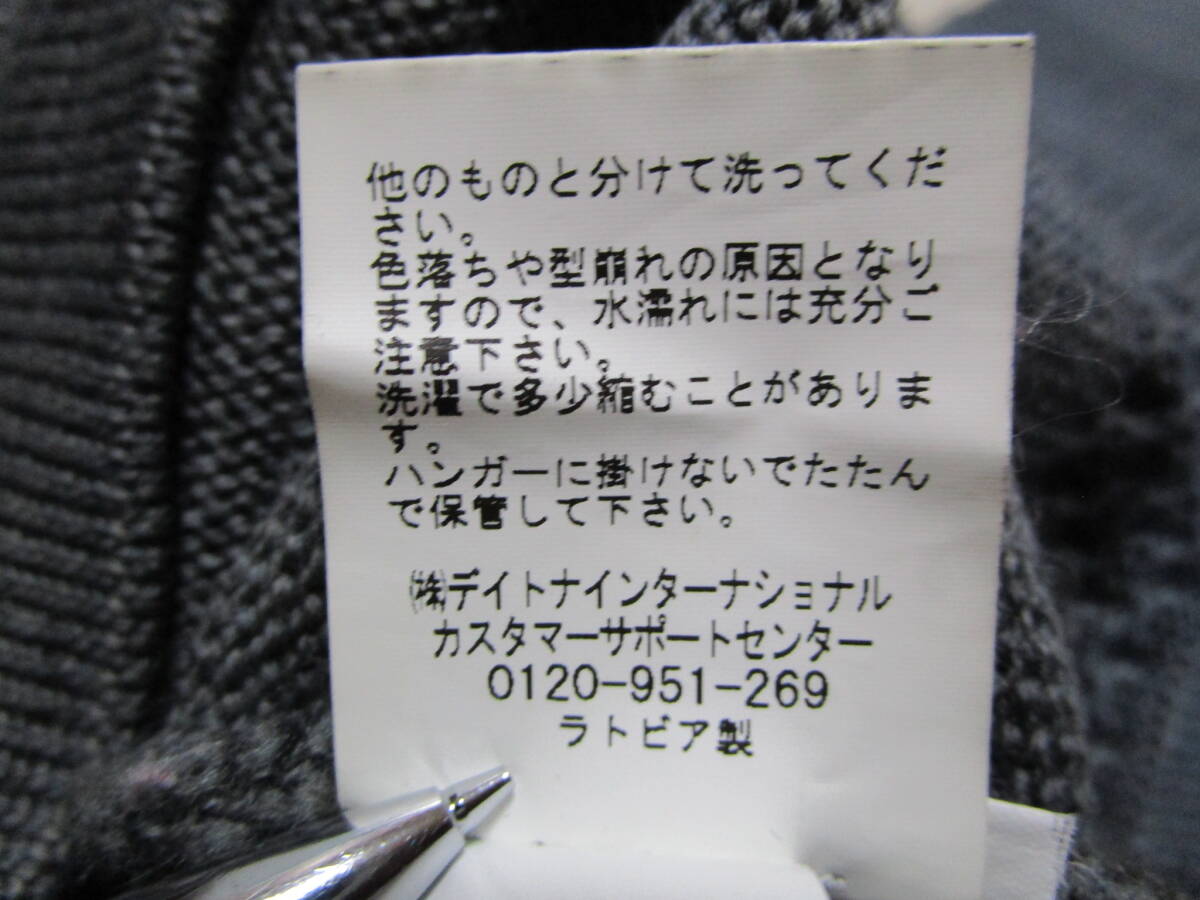 他のものと分けて洗ってくだ
さい。
色落ちや型崩れの原因となり
ますので、水濡れには充分ご
注意下さい。
洗濯で多少縮むことがありま
す。
ハンガーに掛けないでたたん
で保管して下さい。
㈱デイトナインターナショナル
カスタマーサポートセンター
0120-951-269
ラトビア製